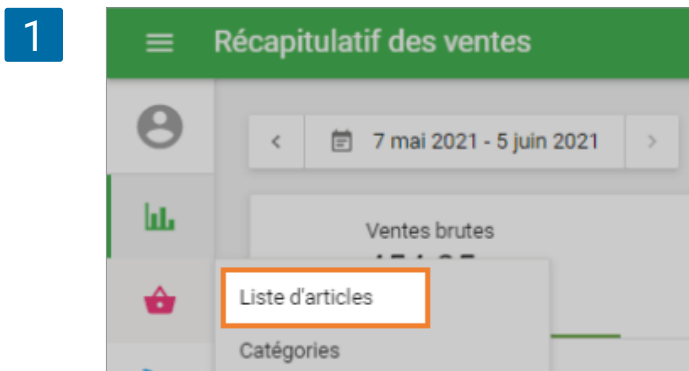 1
Récapitulatif des ventes
7 mai 2021 - 5 juin 2021
Ventes brutes
Liste d'articles
Catégories